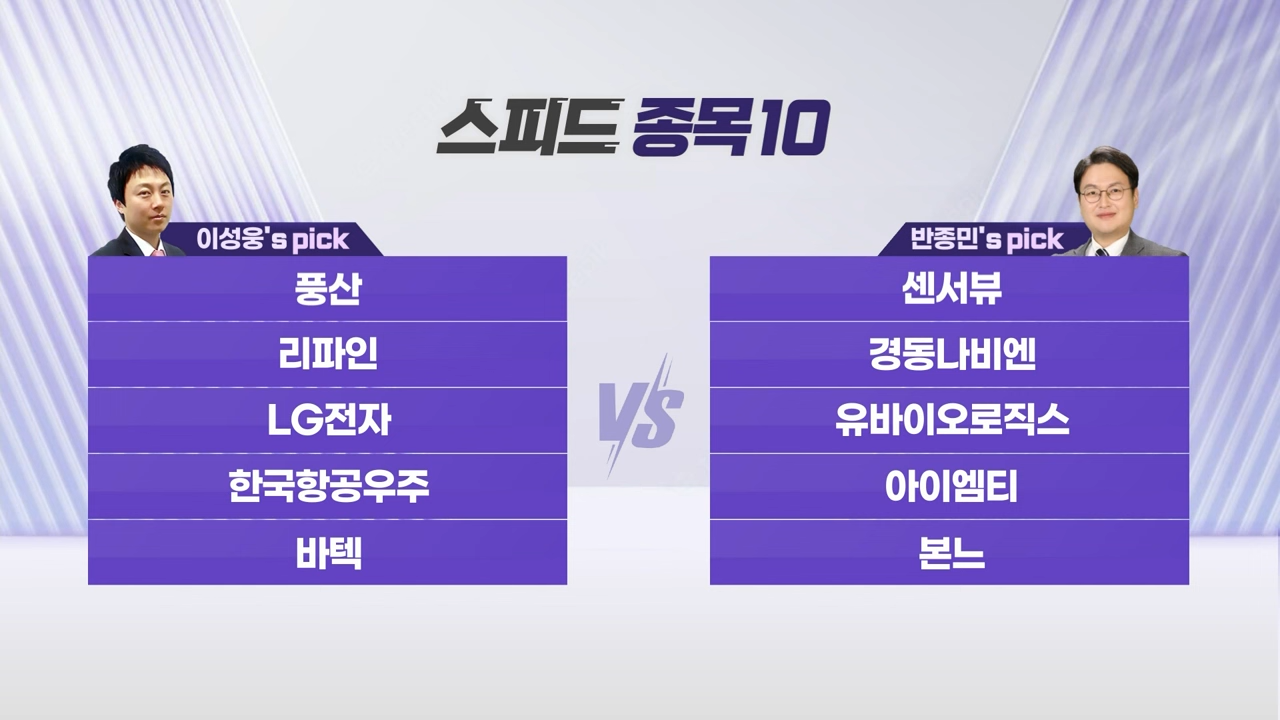 스피드 종목10
이성웅's pick
풍산
리파인
LG전자
한국항공우주
바텍
VS
반종민's pick
센서뷰
경동나비엔
유바이오로직스
아이엠티
본느